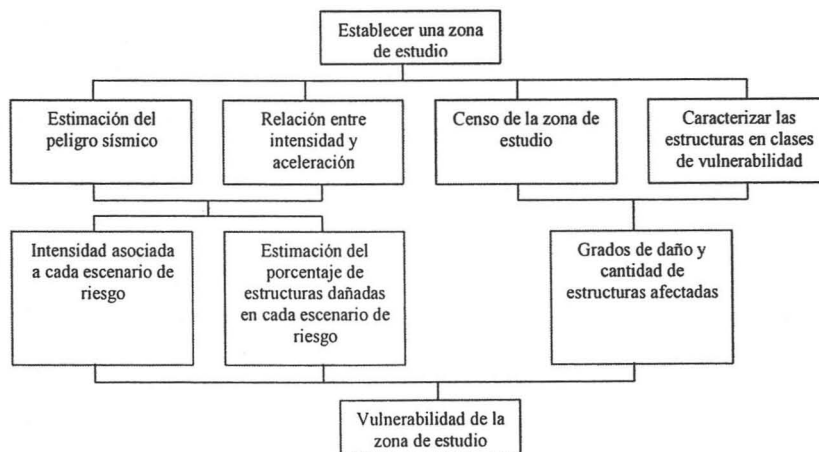 Establecer una zona
de estudio
Estimación del
peligro sísmico
Relación entre
intensidad y
aceleración
Censo de la zona de
estudio
Caracterizar las
estructuras en clases
de vulnerabilidad
Intensidad asociada
a cada escenario de
riesgo
Estimación del
porcentaje de
estructuras dañadas
en cada escenario de
riesgo
Grados de daño y
cantidad de
estructuras afectadas
Vulnerabilidad de la
zona de estudio